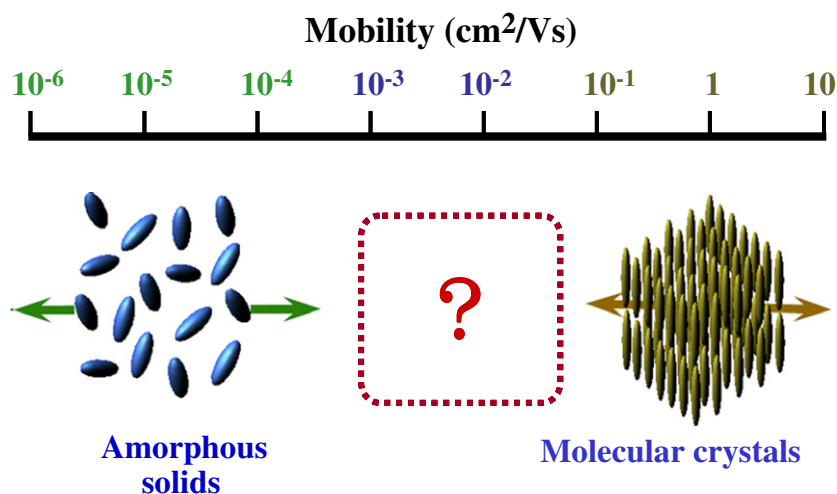 Mobility (cm²/Vs)
10⁻⁶ 10⁻⁵ 10⁻⁴ 10⁻³ 10⁻² 10⁻¹ 1 10
?
Amorphous
solids
Molecular crystals